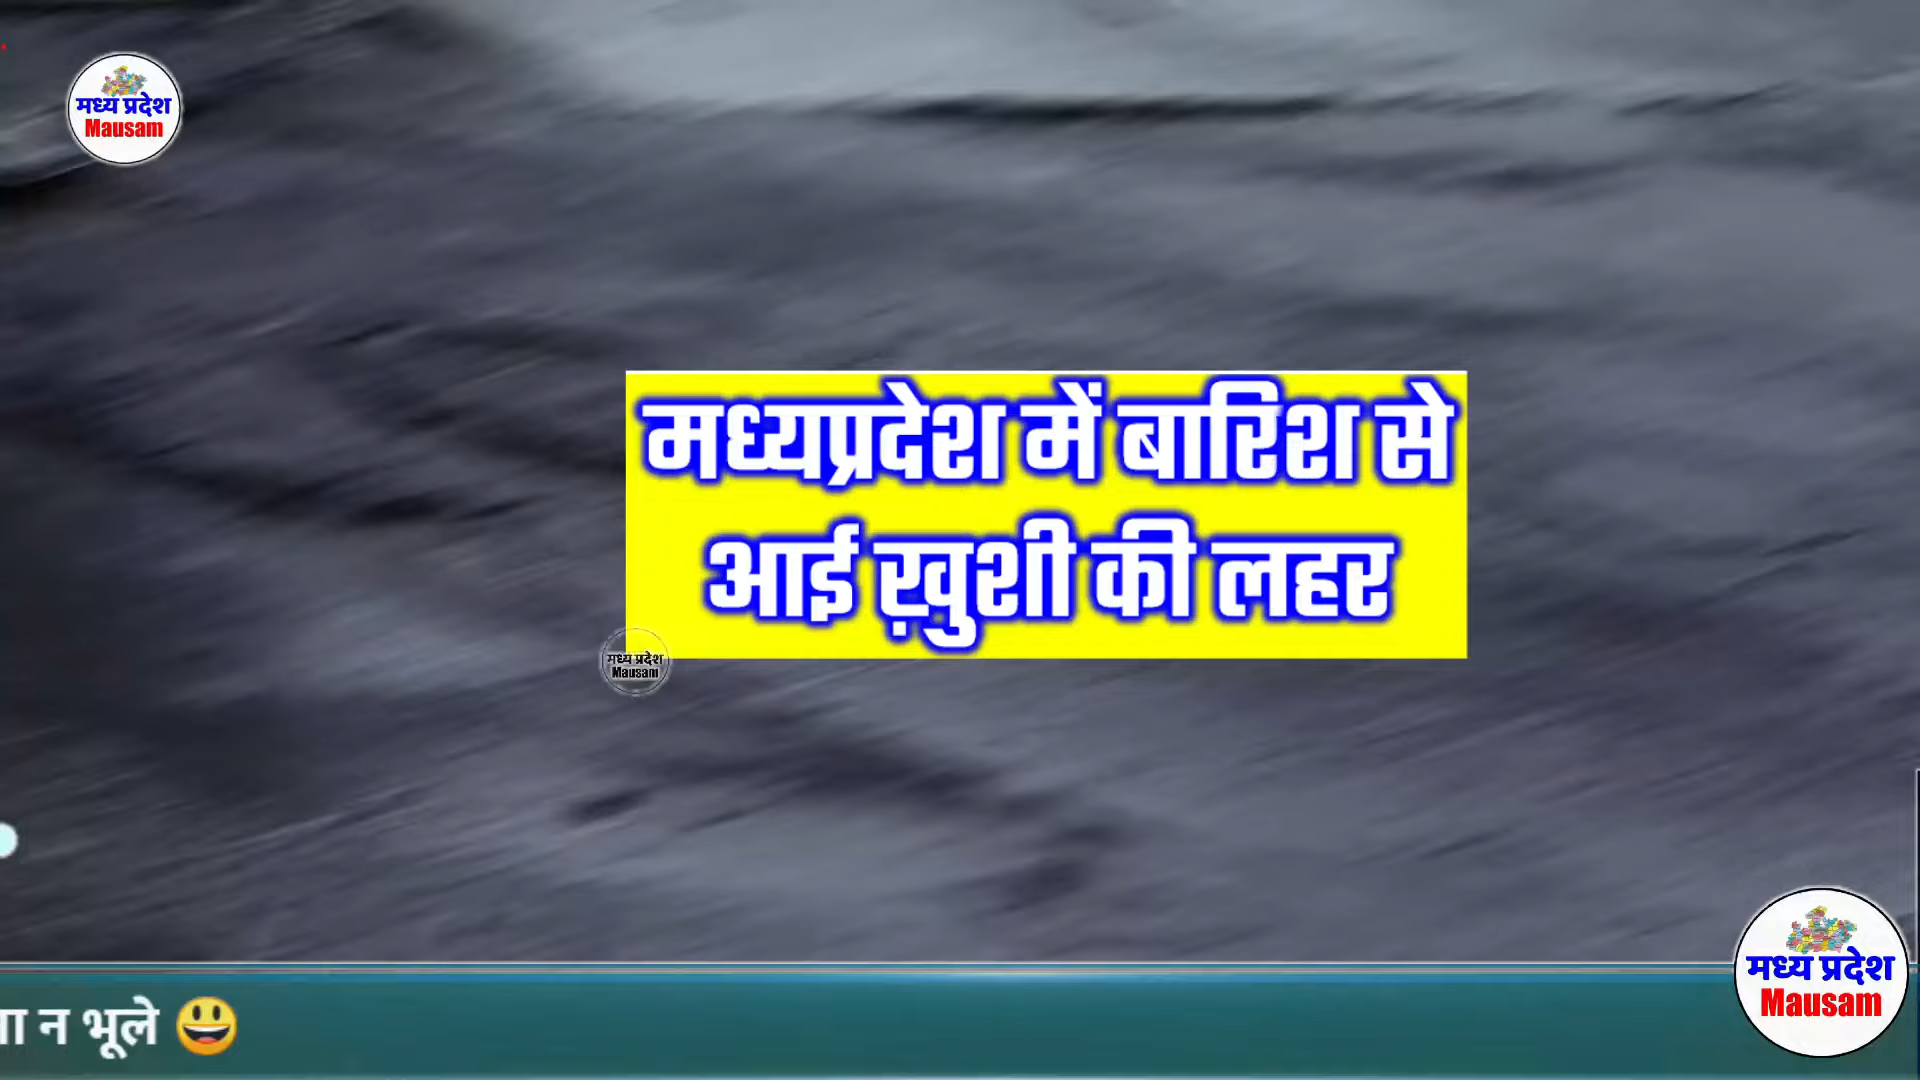 मध्य प्रदेश
Mausam
मध्यप्रदेश में बारिश से
आई ख़ुशी की लहर
मध्य प्रदेश
Mausam
मध्य प्रदेश
Mausam
न भूले 😃